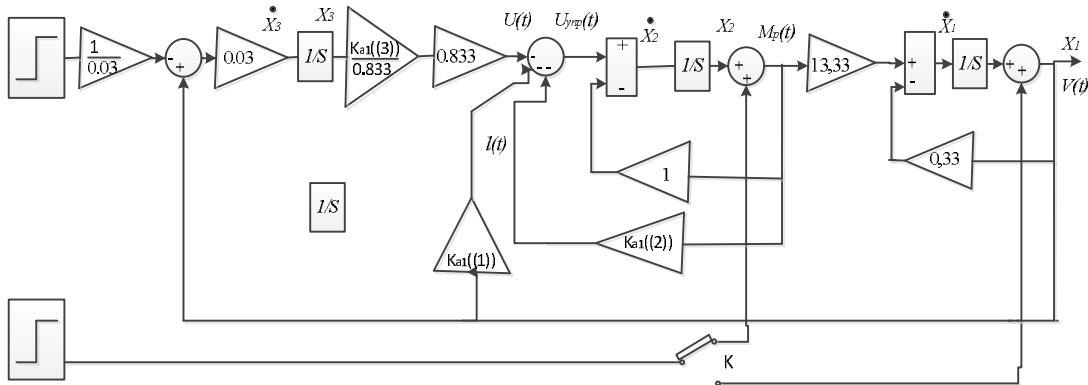 Ẋ3
X3
U(t)
Uупр(t)
Ẋ2
X2
Mp(t)
Ẋ1
X1
V(t)
1
0.03
-
+
0.03
1/S
Ka1((3))
0.833
0.833
-
--
+
-
1/S
+
+
13,33
+
-
1/S
+
+
l(t)
1
0,33
1/S
Ka1((1))
Ka1((2))
K